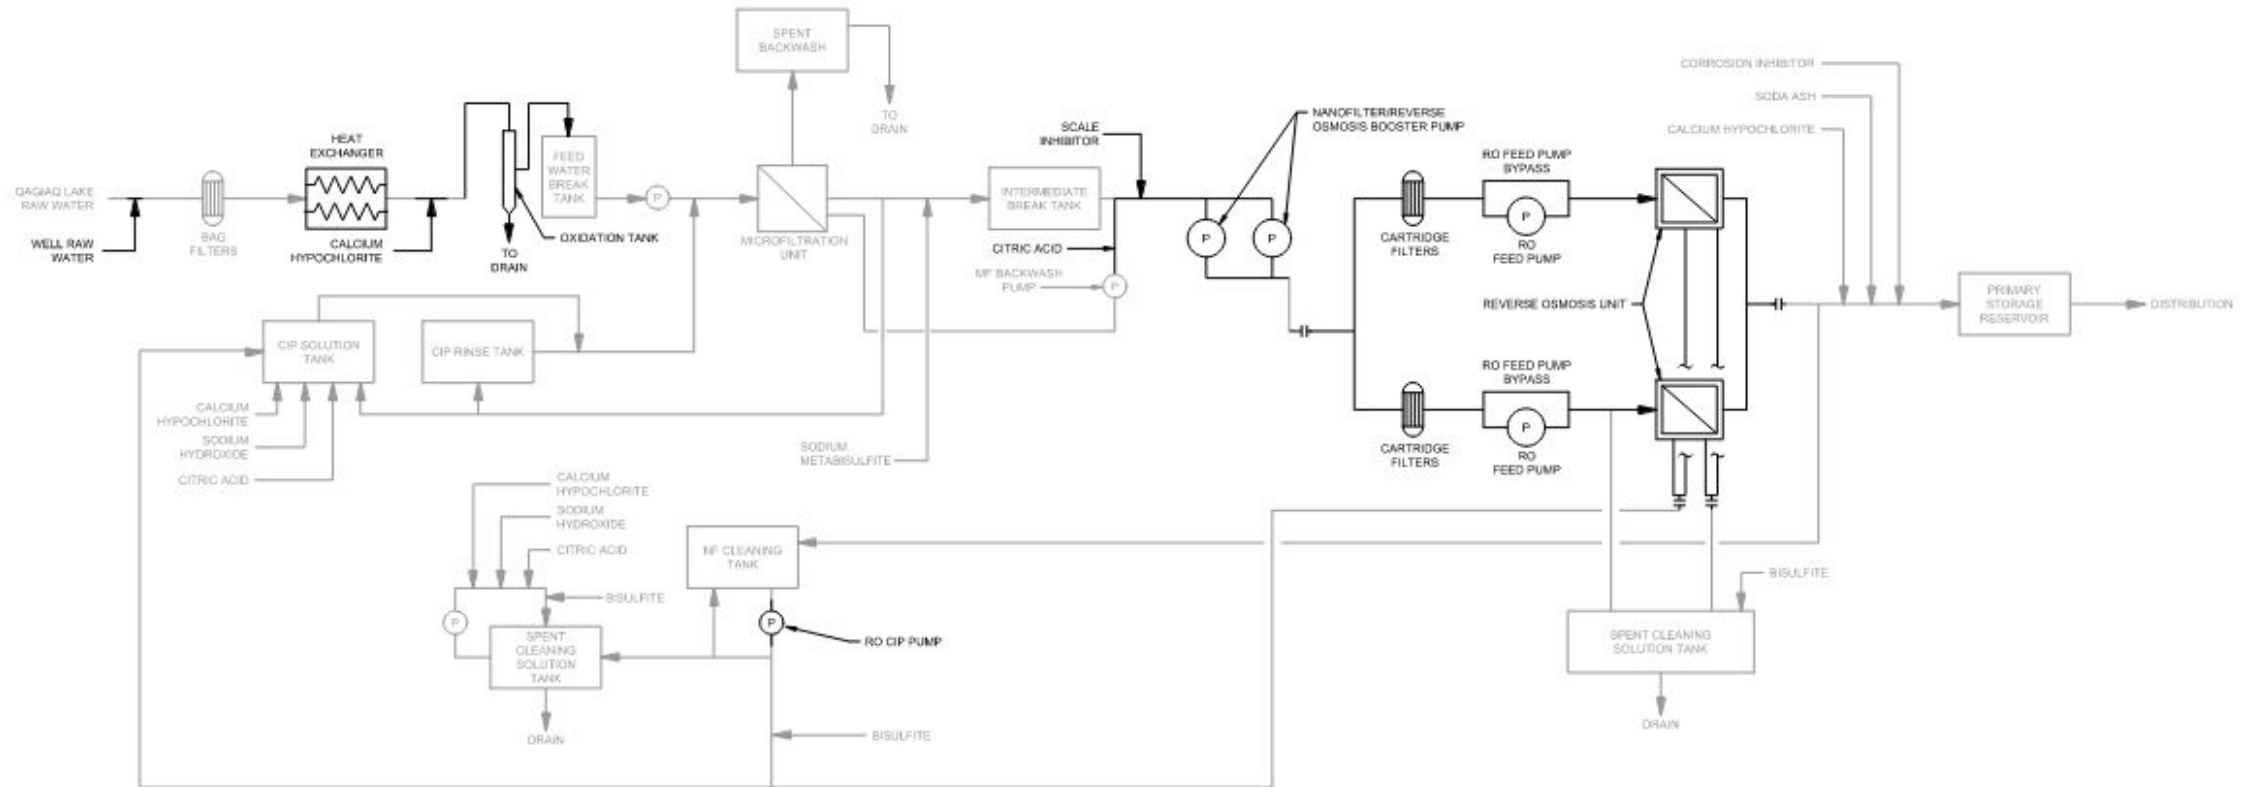 SPENT
BACKWASH
TO
DRAIN
CORROSION INHIBITOR
SODA ASH
CALCIUM HYPOCHLORITE
HEAT
EXCHANGER
FEED
WATER
BREAK
TANK
SCALE
INHIBITOR
NANOFILTER/REVERSE
OSMOSIS BOOSTER PUMP
RO FEED PUMP
BYPASS
QAGIAQ LAKE
RAW WATER
WELL RAW
WATER
BAG
FILTERS
CALCIUM
HYPOCHLORITE
TO
DRAIN
OXIDATION TANK
P
MICROFILTRATION
UNIT
INTERMEDIATE
BREAK TANK
CITRIC ACID
MF BACKWASH
PUMP
P
P
P
CARTRIDGE
FILTERS
P
RO
FEED PUMP
REVERSE OSMOSIS UNIT
PRIMARY
STORAGE
RESERVOIR
DISTRIBUTION
CIP SOLUTION
TANK
CIP RINSE TANK
RO FEED PUMP
BYPASS
CALCIUM
HYPOCHLORITE
SODIUM
HYDROXIDE
CITRIC ACID
SODIUM
METABISULFITE
CARTRIDGE
FILTERS
P
RO
FEED PUMP
CALCIUM
HYPOCHLORITE
SODIUM
HYDROXIDE
CITRIC ACID
NF CLEANING
TANK
BISULFITE
BISULFITE
P
SPENT
CLEANING
SOLUTION
TANK
P
RO CIP PUMP
SPENT CLEANING
SOLUTION TANK
DRAIN
BISULFITE
DRAIN